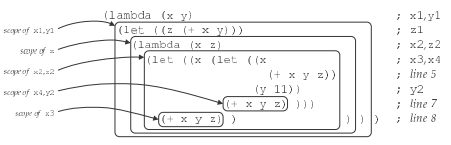 (lambda (x y) ; x1,y1
scope of x1,y1 (let ((z (+ x y))) ; z1
scope of z (lambda (x z) ; x2,z2
scope of x2,z2 (let ((x (let ((x ; x3,x4
(+ x y z)) ; line 5
scope of x4,y2 (y 11)) ; y2
(+ x y z) ))) ; line 7
scope of x3 (+ x y z) ) ) ) ) ; line 8